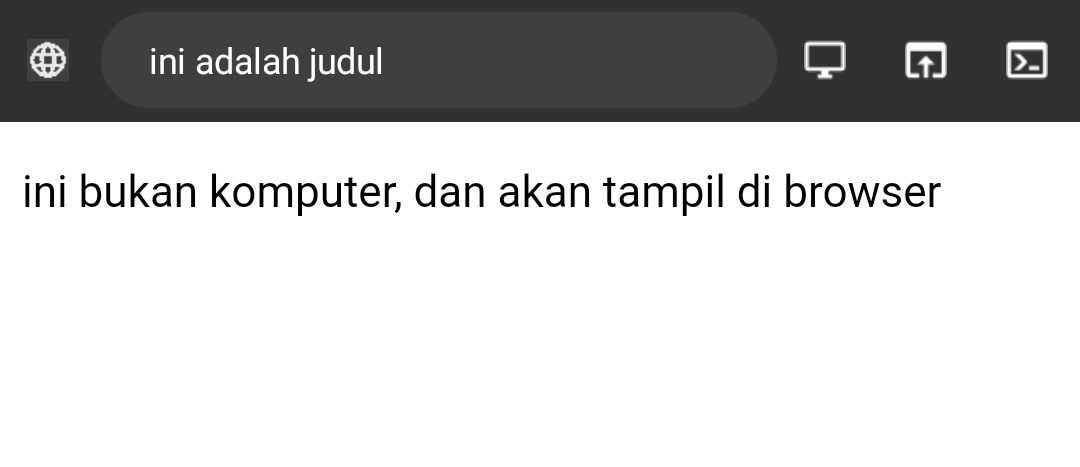 ini adalah judul
ini bukan komputer, dan akan tampil di browser